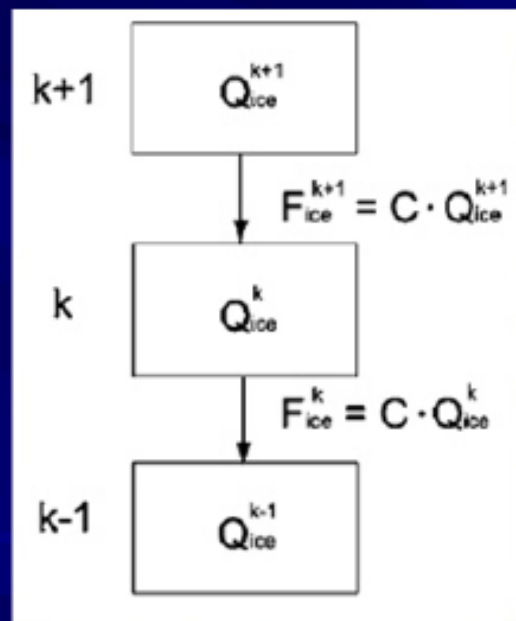 k+1
Q_ice^k+1
F_ice^k+1 = C · Q_ice^k+1
k
Q_ice^k
F_ice^k = C · Q_ice^k
k-1
Q_ice^k-1